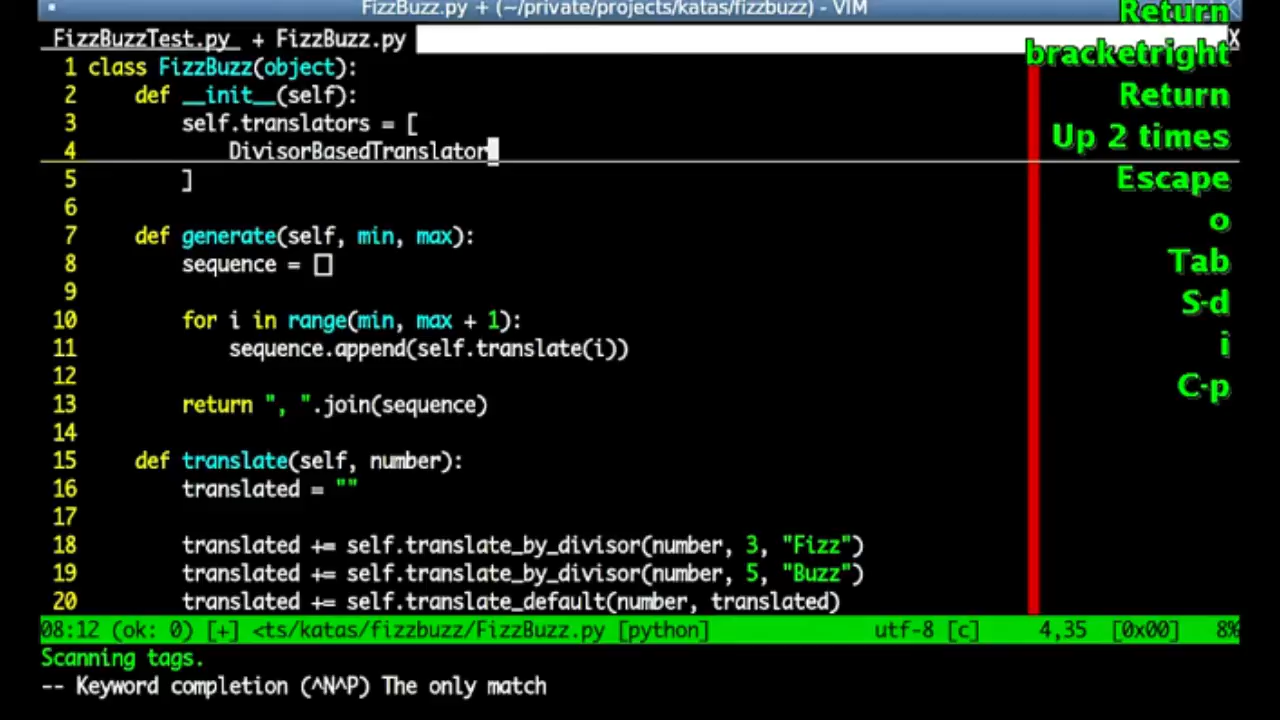 FizzBuzz.py + (~/private/projects/katas/fizzbuzz) - VIM
FizzBuzzTest.py + FizzBuzz.py X
1 class FizzBuzz(object):
2 def __init__(self):
3 self.translators = [
4 DivisorBasedTranslator
5 ]
6
7 def generate(self, min, max):
8 sequence = []
9
10 for i in range(min, max + 1):
11 sequence.append(self.translate(i))
12
13 return ", ".join(sequence)
14
15 def translate(self, number):
16 translated = ""
17
18 translated += self.translate_by_divisor(number, 3, "Fizz")
19 translated += self.translate_by_divisor(number, 5, "Buzz")
20 translated += self.translate_default(number, translated)
08:12 (ok: 0) [+] <ts/katas/fizzbuzz/FizzBuzz.py [python] utf-8 [c] 4,35 [0x00] 8%
Scanning tags.
-- Keyword completion (^N^P) The only match
Return
bracketright
Return
Up 2 times
Escape
o
Tab
S-d
i
C-p